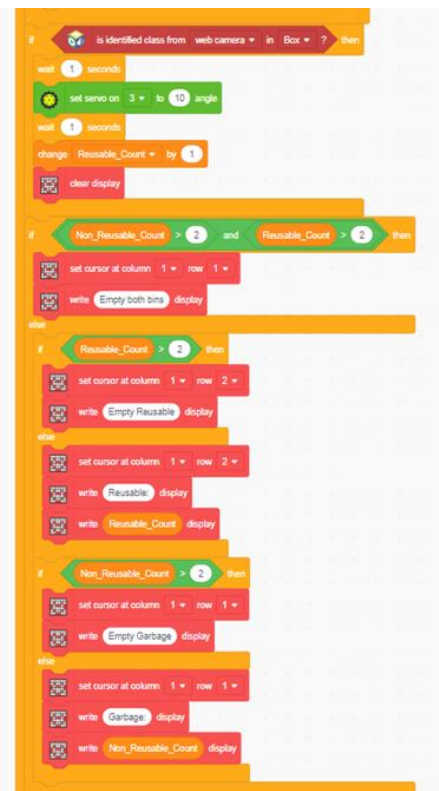 if is identified class from web camera in Box ? then
wait 1 seconds
set servo on 3 to 10 angle
wait 1 seconds
change Reusable_Count by 1
clear display
if Non_Reusable_Count > 2 and Reusable_Count > 2 then
set cursor at column 1 row 1
write Empty both bins display
else
if Reusable_Count > 2 then
set cursor at column 1 row 2
write Empty Reusable display
else
set cursor at column 1 row 2
write Reusable: display
write Reusable_Count display
if Non_Reusable_Count > 2 then
set cursor at column 1 row 1
write Empty Garbage display
else
set cursor at column 1 row 1
write Garbage: display
write Non_Reusable_Count display